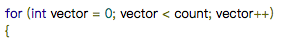 for (int vector = 0; vector < count; vector++)
{